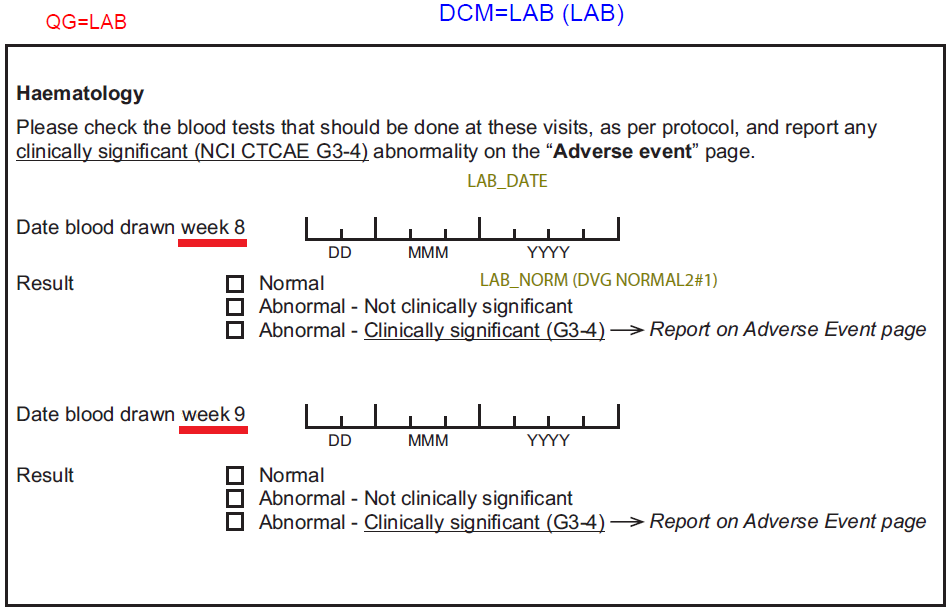 QG=LAB
DCM=LAB (LAB)
Haematology
Please check the blood tests that should be done at these visits, as per protocol, and report any
clinically significant (NCI CTCAE G3-4) abnormality on the “Adverse event” page.
LAB_DATE
Date blood drawn week 8
DD MMM YYYY
Result Normal LAB_NORM (DVG NORMAL2#1)
Abnormal - Not clinically significant
Abnormal - Clinically significant (G3-4) → Report on Adverse Event page
Date blood drawn week 9
DD MMM YYYY
Result Normal
Abnormal - Not clinically significant
Abnormal - Clinically significant (G3-4) → Report on Adverse Event page